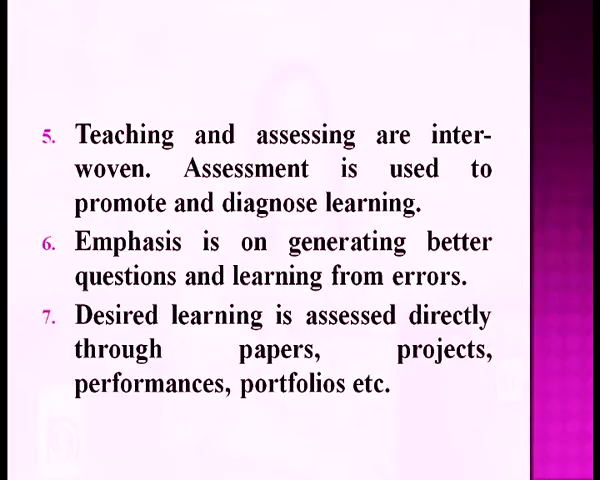 5. Teaching and assessing are inter-
woven. Assessment is used to
promote and diagnose learning.
6. Emphasis is on generating better
questions and learning from errors.
7. Desired learning is assessed directly
through papers, projects,
performances, portfolios etc.